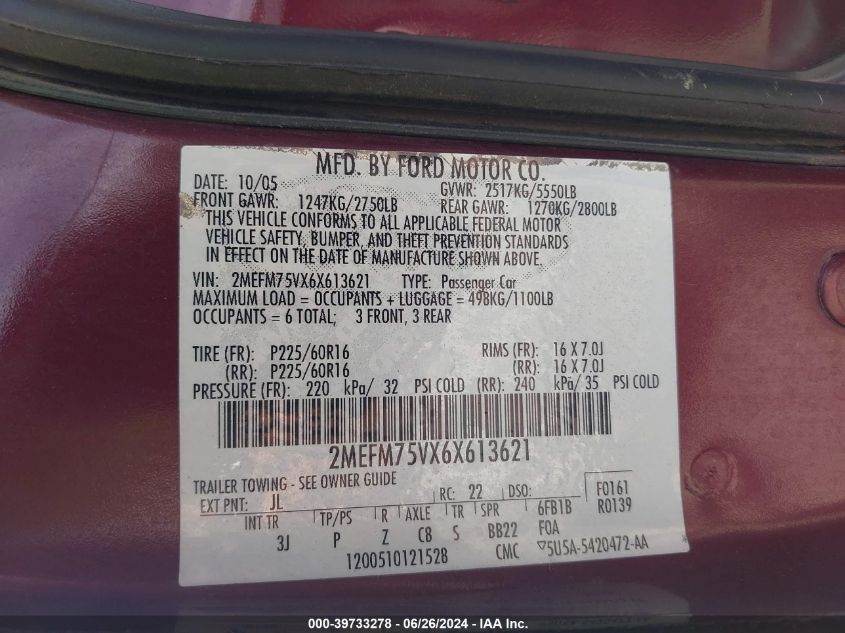 MFD. BY FORD MOTOR CO.
DATE: 10/05 GVWR: 2517KG/5550LB
FRONT GAWR: 1247KG/2750LB REAR GAWR: 1270KG/2800LB
THIS VEHICLE CONFORMS TO ALL APPLICABLE FEDERAL MOTOR
VEHICLE SAFETY, BUMPER, AND THEFT PREVENTION STANDARDS
IN EFFECT ON THE DATE OF MANUFACTURE SHOWN ABOVE.
VIN: 2MEFM75VX6X613621 TYPE: Passenger Car
MAXIMUM LOAD = OCCUPANTS + LUGGAGE = 498KG/1100LB
OCCUPANTS = 6 TOTAL; 3 FRONT, 3 REAR
TIRE (FR): P225/60R16 RIMS (FR): 16 X 7.0J
(RR): P225/60R16 (RR): 16 X 7.0J
PRESSURE (FR): 220 kPa/ 32 PSI COLD (RR): 240 kPa/ 35 PSI COLD
2MEFM75VX6X613621
TRAILER TOWING - SEE OWNER GUIDE
EXT PNT: JL RC: 22 DSO: F0161
INT TR TP/PS R AXLE TR SPR 6FB1B R0139
3J P Z C8 S BB22 F0A
1200510121528 CMC ▽5U5A-5420472-AA
000-39733278 - 06/26/2024 - IAA Inc.